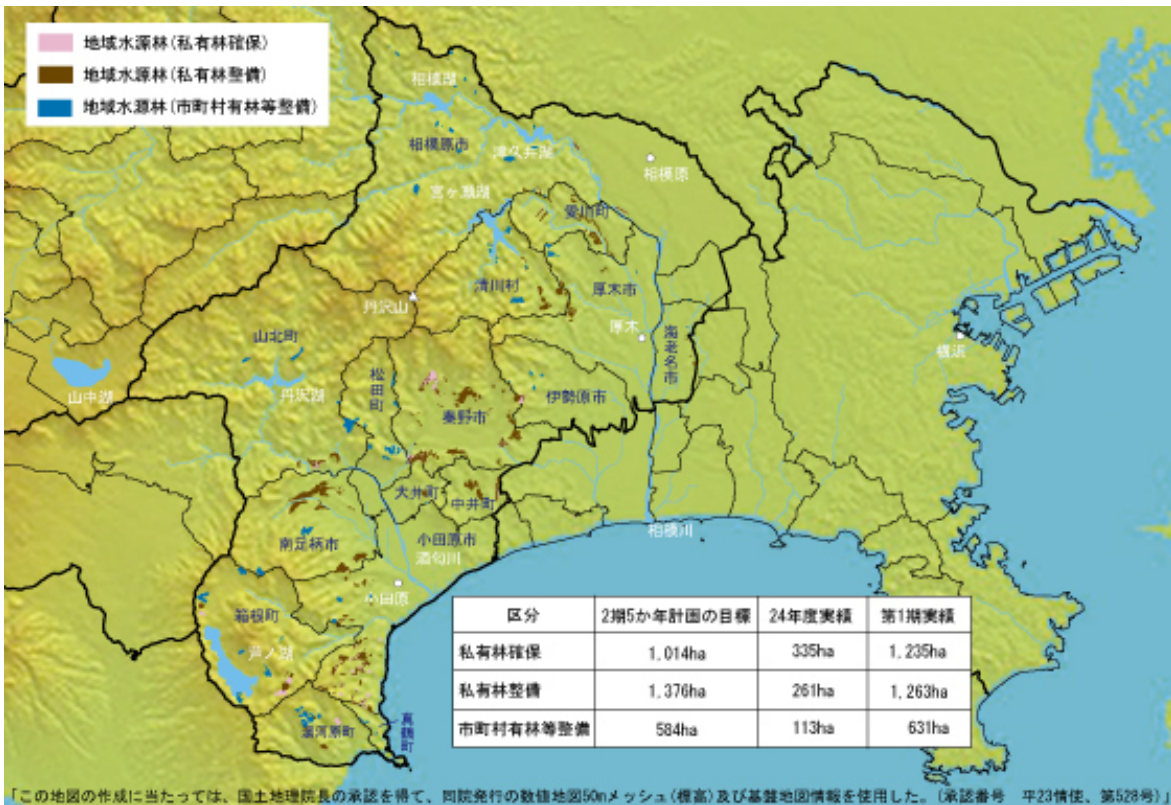 地域水源林(私有林確保)
地域水源林(私有林整備)
地域水源林(市町村有林等整備)
相模湖
相模原市
津久井湖
相模原
宮ヶ瀬湖
愛川町
清川村
厚木市
丹沢山
厚木
海老名市
横浜
山北町
松田町
山中湖
丹沢湖
秦野市
伊勢原市
大井町
中井町
相模川
南足柄市
小田原市
酒匂川
小田原
箱根町
芦ノ湖
湯河原町
真鶴町
区分 2期5か年計画の目標 24年度実績 第1期実績
私有林確保 1,014ha 335ha 1,235ha
私有林整備 1,376ha 261ha 1,263ha
市町村有林等整備 584ha 113ha 631ha
「この地図の作成に当たっては、国土地理院長の承認を得て、同院発行の数値地図50mメッシュ(標高)及び基盤地図情報を使用した。(承認番号 平23情使、第528号)」